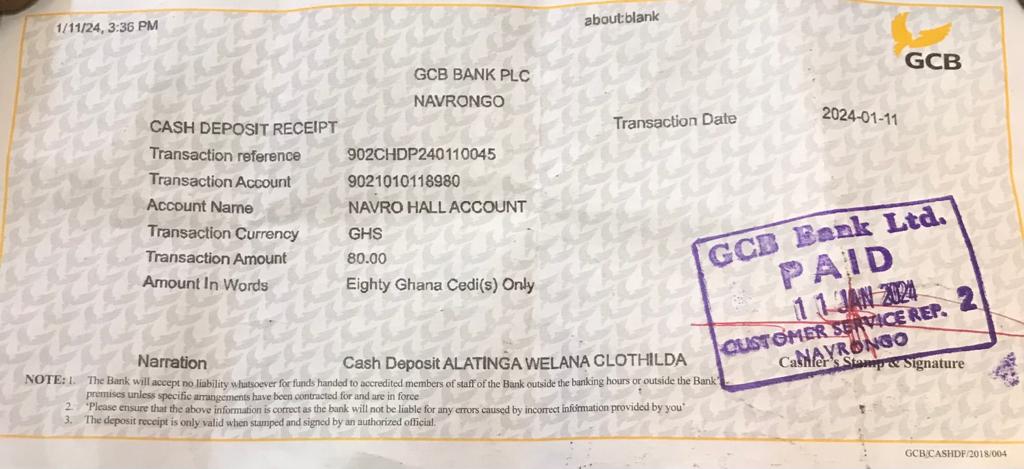 1/11/24, 3:36 PM
about:blank
GCB
GCB BANK PLC
NAVRONGO
Transaction Date 2024-01-11
CASH DEPOSIT RECEIPT
Transaction reference 902CHDP240110045
Transaction Account 9021010118980
Account Name NAVRO HALL ACCOUNT
Transaction Currency GHS
Transaction Amount 80.00
Amount In Words Eighty Ghana Cedi(s) Only
GCB Bank Ltd.
PAID
11 JAN 2024
CUSTOMER SERVICE REP. 2
NAVRONGO
Cashier's Stamp & Signature
Narration Cash Deposit ALATINGA WELANA CLOTHILDA
NOTE: 1. The Bank will accept no liability whatsoever for funds handed to accredited members of staff of the Bank outside the banking hours or outside the Bank's
premises unless specific arrangements have been contracted for and are in force
2. 'Please ensure that the above information is correct as the bank will not be liable for any errors caused by incorrect information provided by you'
3. The deposit receipt is only valid when stamped and signed by an authorized official.
GCB/CASHDF/2018/004